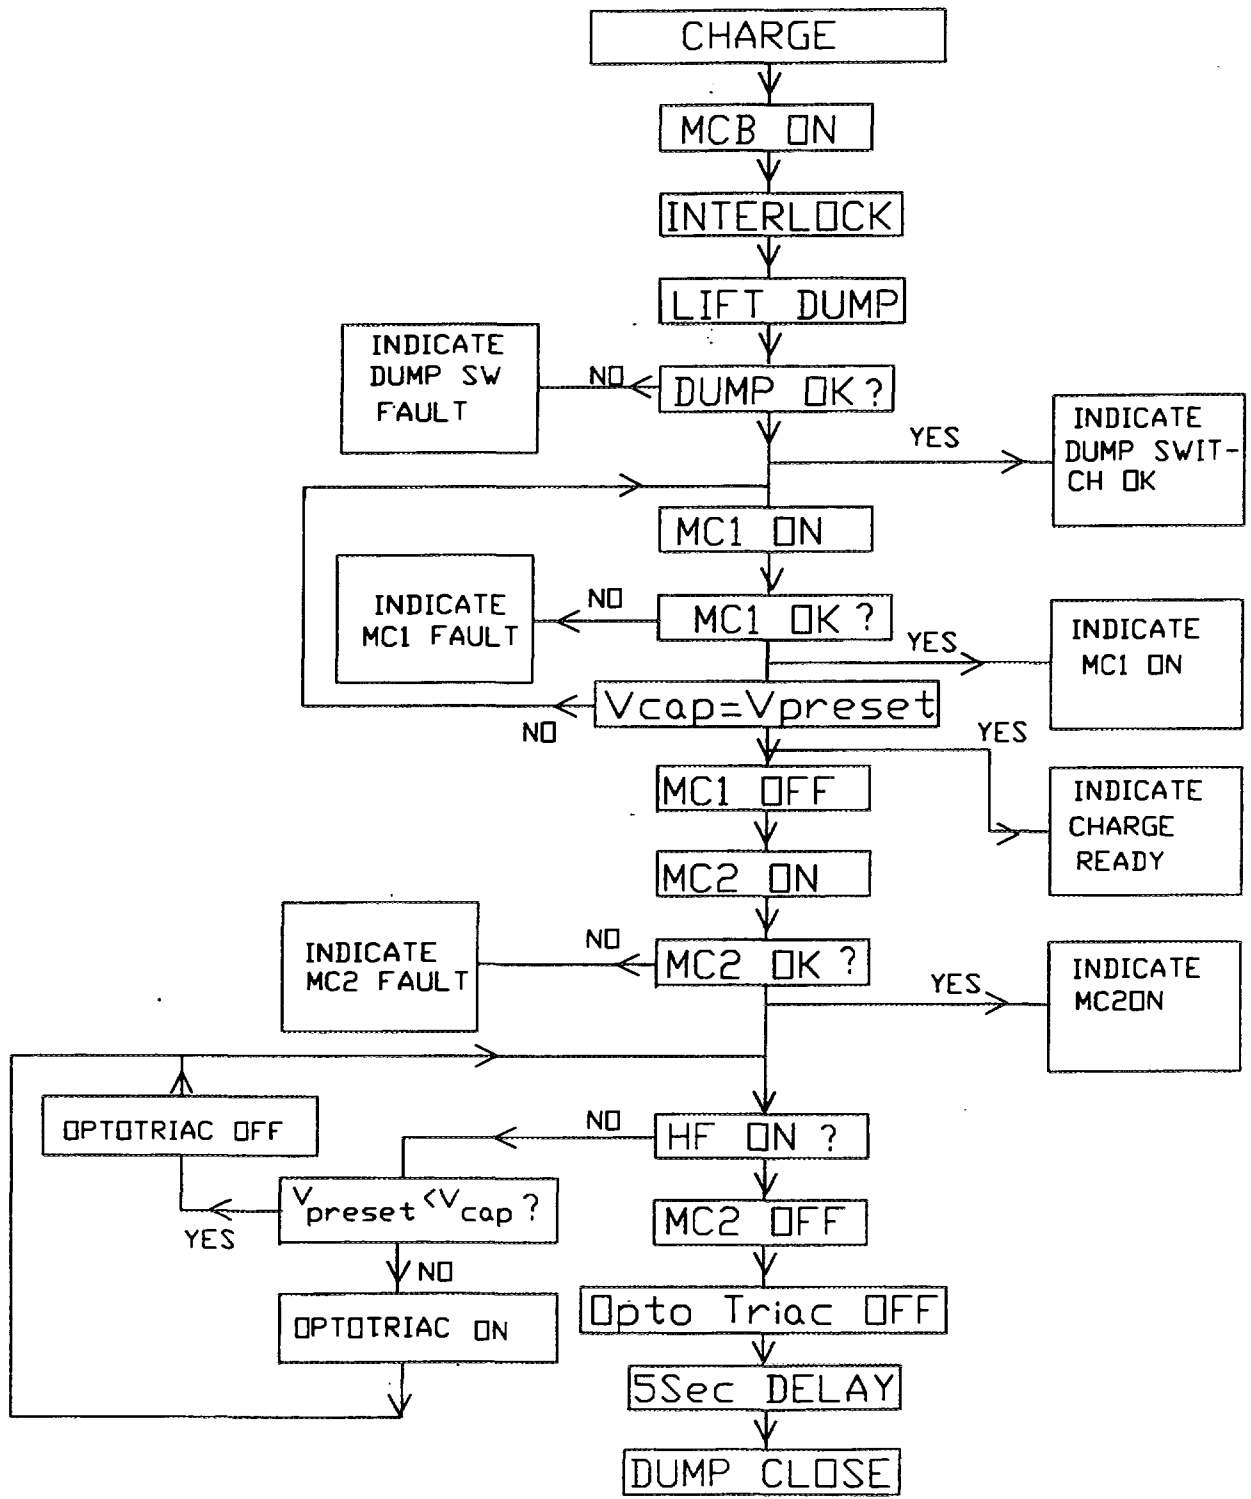 CHARGE
MCB ON
INTERLOCK
LIFT DUMP
INDICATE
DUMP SW
FAULT
NO
DUMP OK?
YES
INDICATE
DUMP SWIT-
CH OK
MC1 ON
INDICATE
MC1 FAULT
NO
MC1 OK ?
YES
INDICATE
MC1 ON
Vcap=Vpreset
NO
YES
MC1 OFF
INDICATE
CHARGE
READY
MC2 ON
INDICATE
MC2 FAULT
NO
MC2 OK ?
YES
INDICATE
MC2ON
OPTOTRIAC OFF
NO
HF ON ?
Vpreset<Vcap ?
YES
MC2 OFF
NO
OPTOTRIAC ON
Opto Triac OFF
5Sec DELAY
DUMP CLOSE